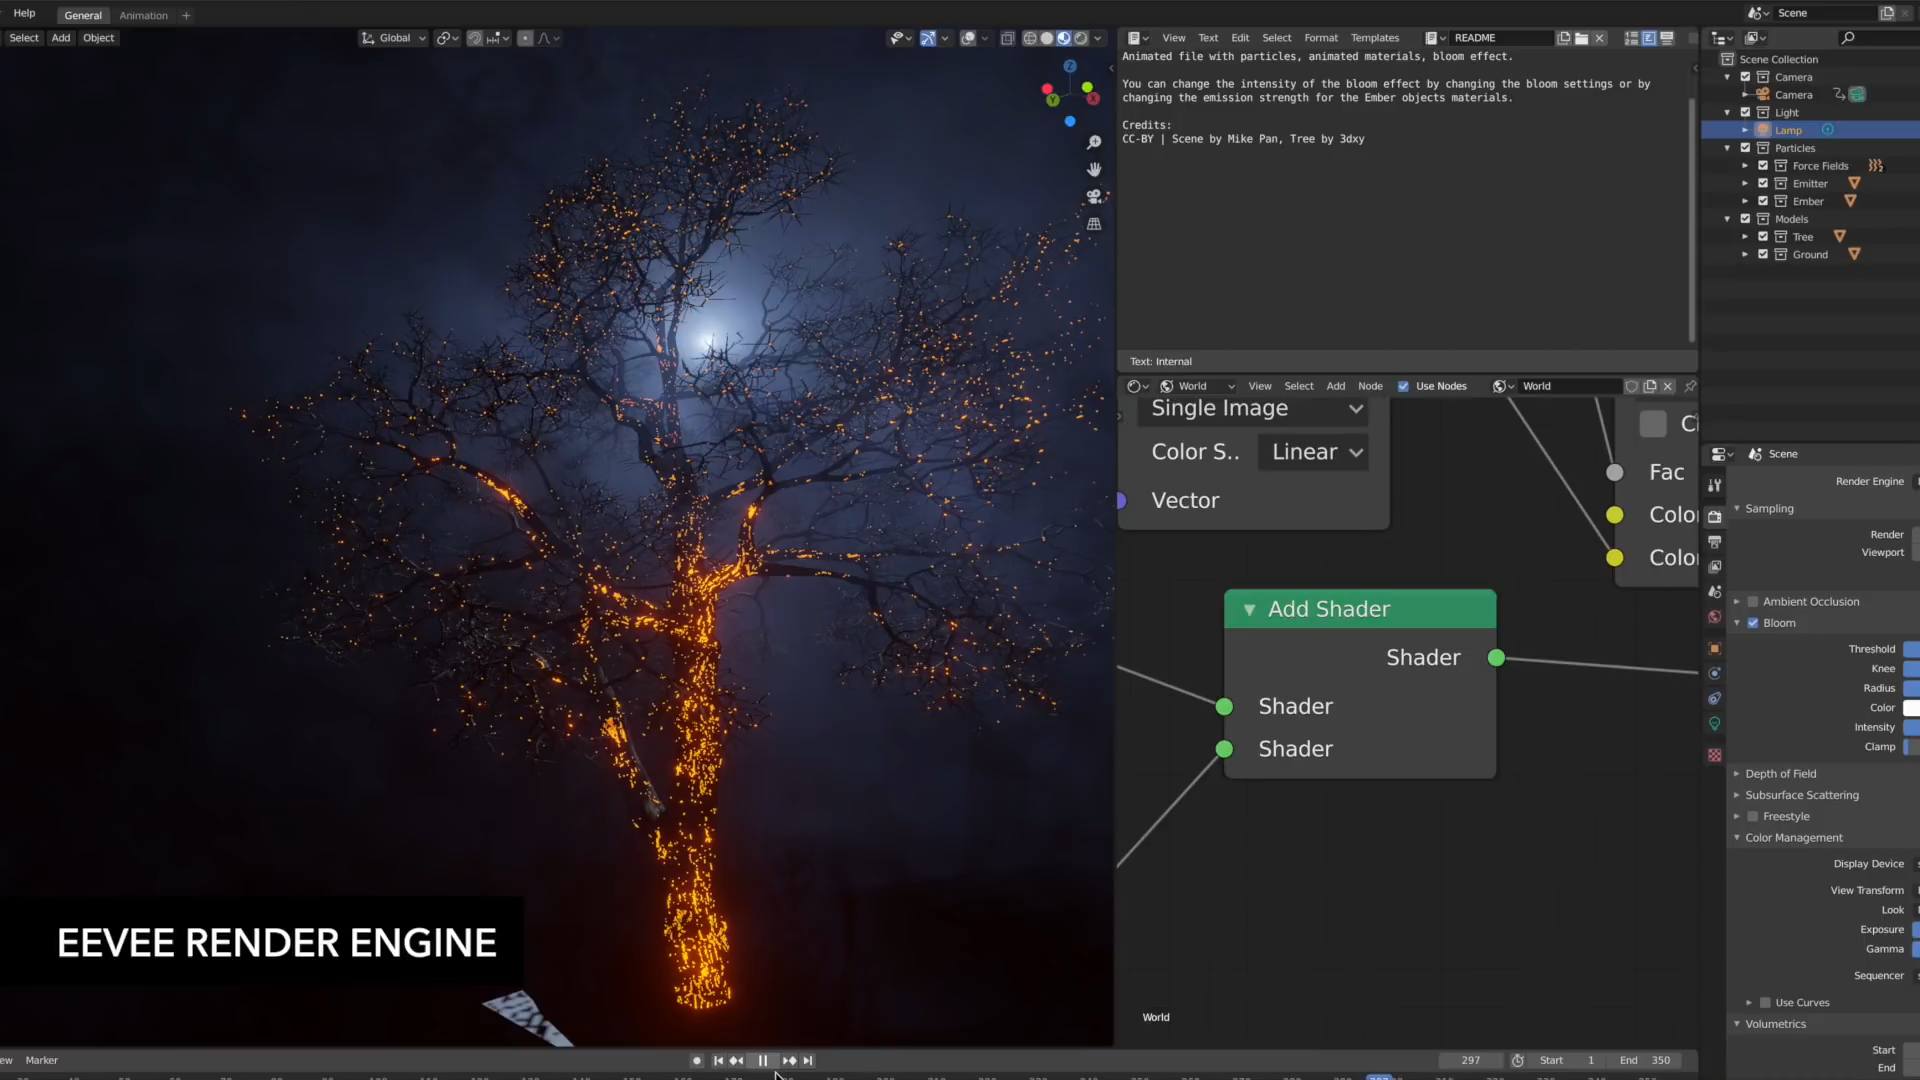 Help
General
Animation
Scene
Select
Add
Object
Global
View
Text
Edit
Select
Format
Templates
README
Animated file with particles, animated materials, bloom effect.
You can change the intensity of the bloom effect by changing the bloom settings or by
changing the emission strength for the Ember objects materials.
Credits:
CC-BY | Scene by Mike Pan, Tree by 3dxy
Text: Internal
Scene Collection
Camera
Camera
Light
Lamp
Particles
Force Fields
2
Emitter
Ember
Models
Tree
Ground
World
View
Select
Add
Node
Use Nodes
World
Single Image
Color S..
Linear
Vector
Fac
Add Shader
Shader
Shader
Shader
World
Scene
Render Engine
Sampling
Render
Viewport
Ambient Occlusion
Bloom
Threshold
Knee
Radius
Color
Intensity
Clamp
Depth of Field
Subsurface Scattering
Freestyle
Color Management
Display Device
View Transform
Look
Exposure
Gamma
Sequencer
Use Curves
Volumetrics
Start
End
Z
Y
X
EEVEE RENDER ENGINE
Marker
297
Start 1
End 350